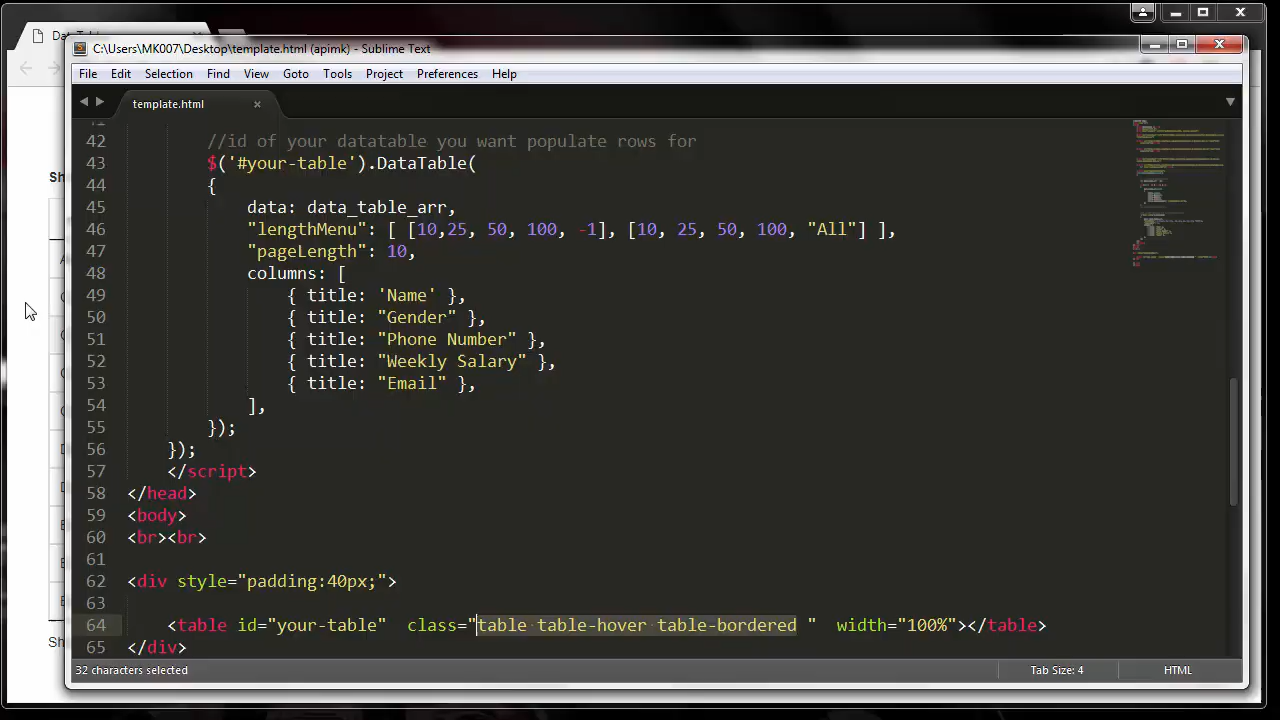 C:\Users\MK007\Desktop\template.html (apimk) - Sublime Text
File Edit Selection Find View Goto Tools Project Preferences Help
template.html
42 //id of your datatable you want populate rows for
43 $('#your-table').DataTable(
44 {
45 data: data_table_arr,
46 "lengthMenu": [ [10,25, 50, 100, -1], [10, 25, 50, 100, "All"] ],
47 "pageLength": 10,
48 columns: [
49 { title: 'Name' },
50 { title: "Gender" },
51 { title: "Phone Number" },
52 { title: "Weekly Salary" },
53 { title: "Email" },
54 ],
55 });
56 });
57 </script>
58 </head>
59 <body>
60 <br><br>
61
62 <div style="padding:40px;">
63
64 <table id="your-table" class="table table-hover table-bordered " width="100%"></table>
65 </div>
32 characters selected
Tab Size: 4
HTML